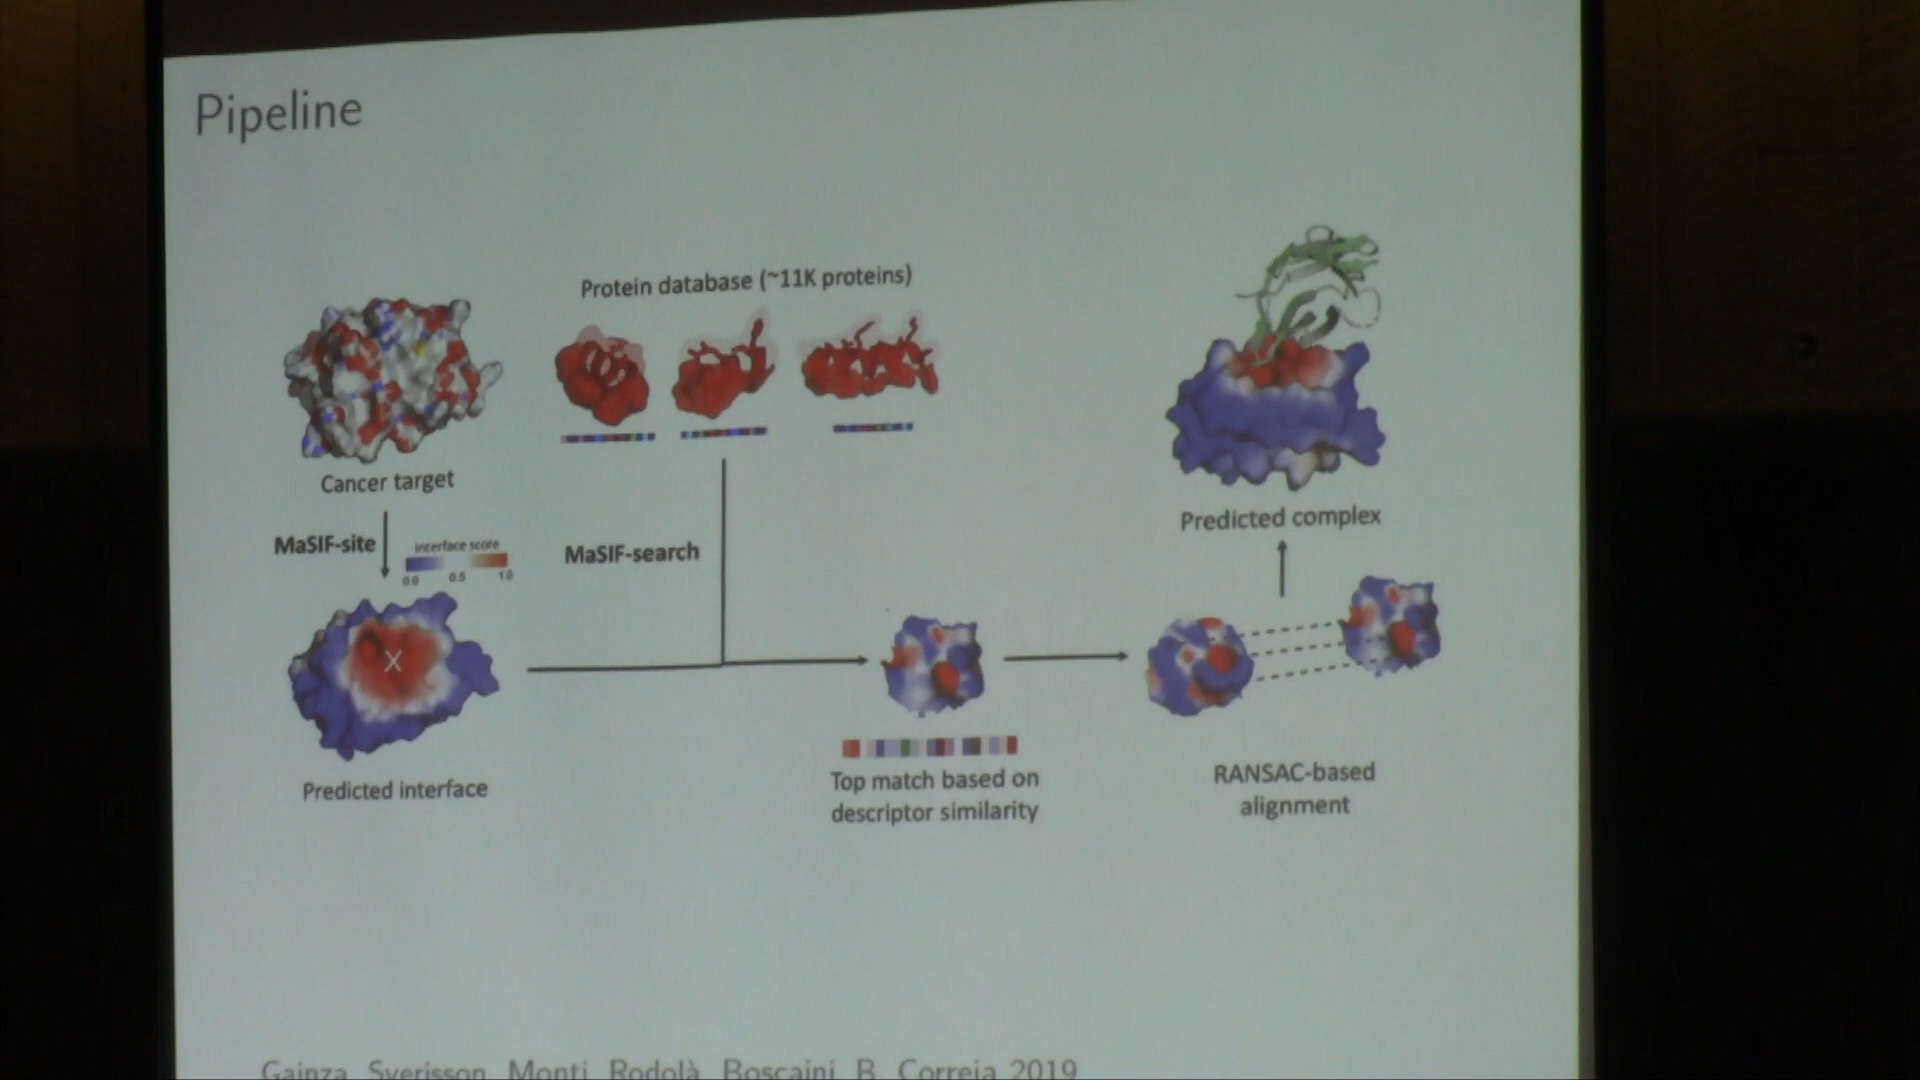 Pipeline
Protein database (~11K proteins)
Cancer target
MaSIF-site
Interface score
0.0 0.5 1.0
MaSIF-search
Predicted interface
Top match based on
descriptor similarity
Predicted complex
RANSAC-based
alignment
Gainza, Sverisson, Monti, Rodolà, Boscaini, B, Correia 2019